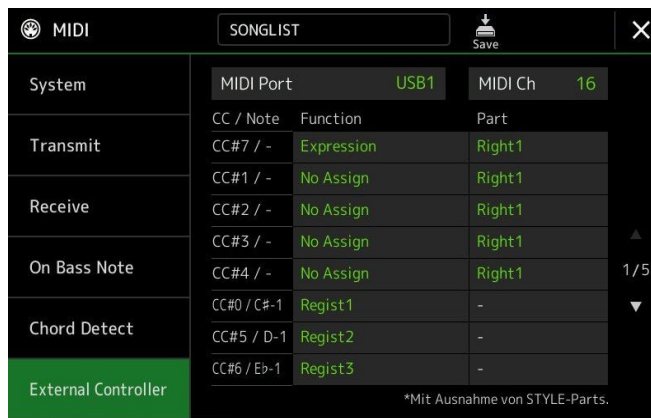 MIDI
SONGLIST
Save
System
Transmit
Receive
On Bass Note
Chord Detect
External Controller
MIDI Port USB1 MIDI Ch 16
CC / Note Function Part
CC#7 / - Expression Right1
CC#1 / - No Assign Right1
CC#2 / - No Assign Right1
CC#3 / - No Assign Right1
CC#4 / - No Assign Right1
CC#0 / C#-1 Regist1 -
CC#5 / D-1 Regist2 -
CC#6 / E♭-1 Regist3 -
1/5
*Mit Ausnahme von STYLE-Parts.